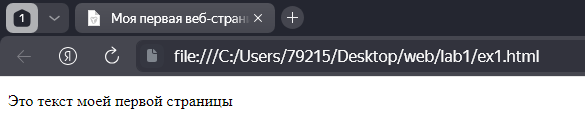 1
Моя первая веб-стран
file:///C:/Users/79215/Desktop/web/lab1/ex1.html
Это текст моей первой страницы